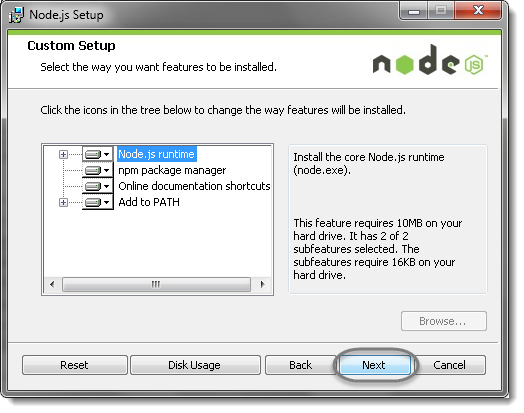 Node.js Setup
Custom Setup
Select the way you want features to be installed.
node
JS
Click the icons in the tree below to change the way features will be installed.
Node.js runtime
npm package manager
Online documentation shortcuts
Add to PATH
Install the core Node.js runtime
(node.exe).
This feature requires 10MB on your
hard drive. It has 2 of 2
subfeatures selected. The
subfeatures require 16KB on your
hard drive.
Browse...
Reset
Disk Usage
Back
Next
Cancel